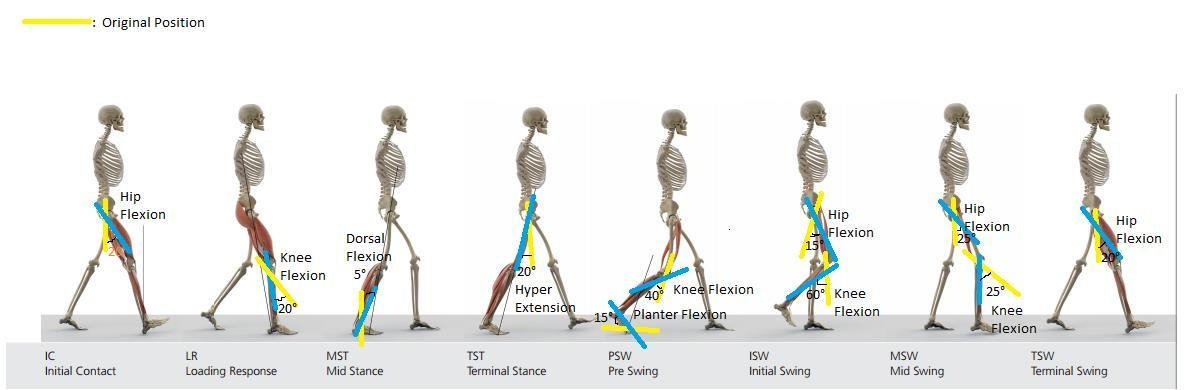 : Original Position
Hip
Flexion
Knee
Flexion
20°
Dorsal
Flexion
5°
20°
Hyper
Extension
40°
Knee Flexion
15°
Planter Flexion
Hip
Flexion
15°
60°
Knee
Flexion
Hip
Flexion
25°
25°
Knee
Flexion
Hip
Flexion
20°
IC
Initial Contact
LR
Loading Response
MST
Mid Stance
TST
Terminal Stance
PSW
Pre Swing
ISW
Initial Swing
MSW
Mid Swing
TSW
Terminal Swing